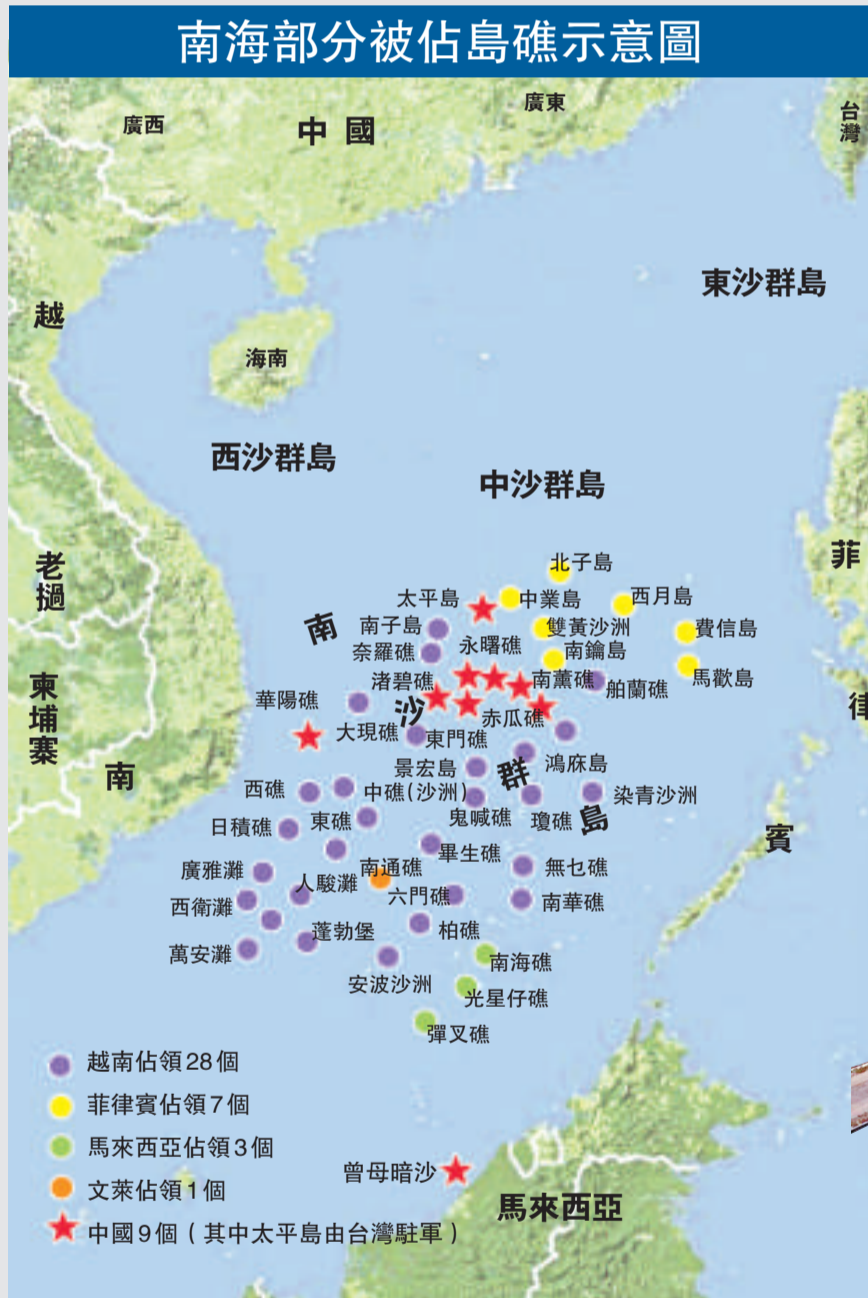 南海部分被佔島礁示意圖
廣西
中國
廣東
台灣
東沙群島
越
海南
西沙群島
中沙群島
老撾
菲
北子島
太平島
中業島
西月島
南
南子島
雙黃沙洲
費信島
永曙礁
奈羅礁
南鑰島
渚碧礁
南薰礁
舶蘭礁
馬歡島
柬埔寨
華陽礁
沙
赤瓜礁
律
大現礁
東門礁
景宏島
群
鴻庥島
南
西礁
中礁(沙洲)
染青沙洲
日積礁
東礁
鬼喊礁
瓊礁
島
賓
畢生礁
南通礁
無乜礁
廣雅灘
人駿灘
六門礁
南華礁
西衛灘
蓬勃堡
柏礁
萬安灘
南海礁
安波沙洲
光星仔礁
彈叉礁
越南佔領28個
菲律賓佔領7個
馬來西亞佔領3個
文萊佔領1個
曾母暗沙
馬來西亞
中國9個(其中太平島由台灣駐軍)